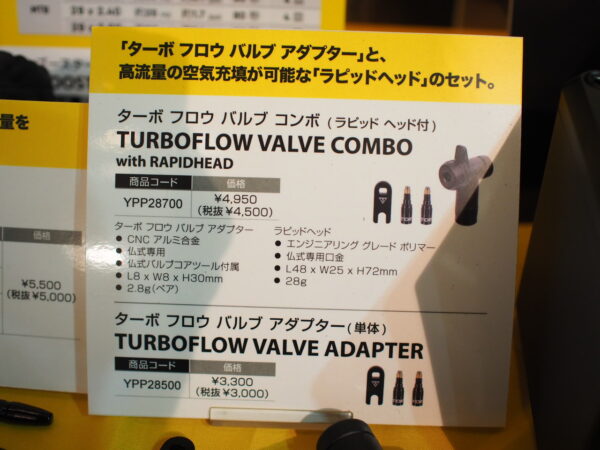 「ターボ フロウ バルブ アダプター」と、
高流量の空気充填が可能な「ラピッドヘッド」のセット。
ターボ フロウ バルブ コンボ (ラピッド ヘッド付)
TURBOFLOW VALVE COMBO
with RAPIDHEAD
商品コード 価格
YPP28700 ¥4,950
(税抜¥4,500)
ターボ フロウ バルブ アダプター
● CNC アルミ合金
● 仏式専用
● 仏式バルブコアツール付属
● L8 x W8 x H30mm
● 2.8g(ペア)
ラピッドヘッド
● エンジニアリング グレード ポリマー
● 仏式専用口金
● L48 x W25 x H72mm
● 28g
ターボ フロウ バルブ アダプター(単体)
TURBOFLOW VALVE ADAPTER
商品コード 価格
YPP28500 ¥3,300
(税抜¥3,000)
量を
価格
¥5,500
(税抜¥5,000)
MTB